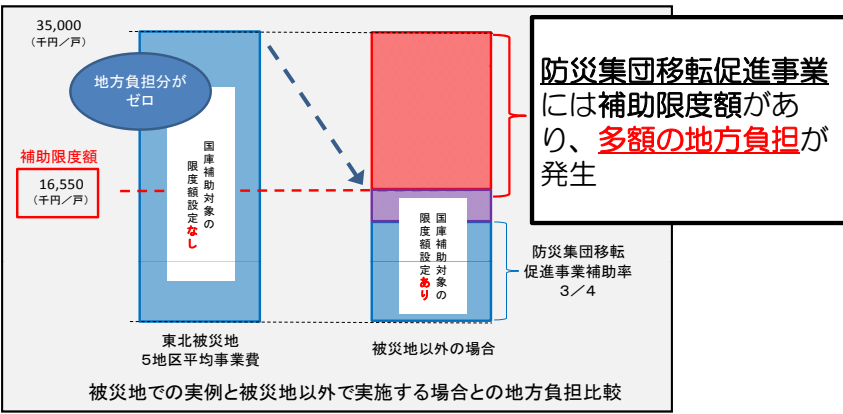 35,000
（千円／戸）
地方負担分が
ゼロ
補助限度額
16,550
（千円／戸）
国庫補助対象の
限度額設定なし
国庫補助対象の
限度額設定あり
防災集団移転促進事業
には補助限度額があ
り、多額の地方負担が
発生
防災集団移転
促進事業補助率
３／４
東北被災地
５地区平均事業費
被災地以外の場合
被災地での実例と被災地以外で実施する場合との地方負担比較